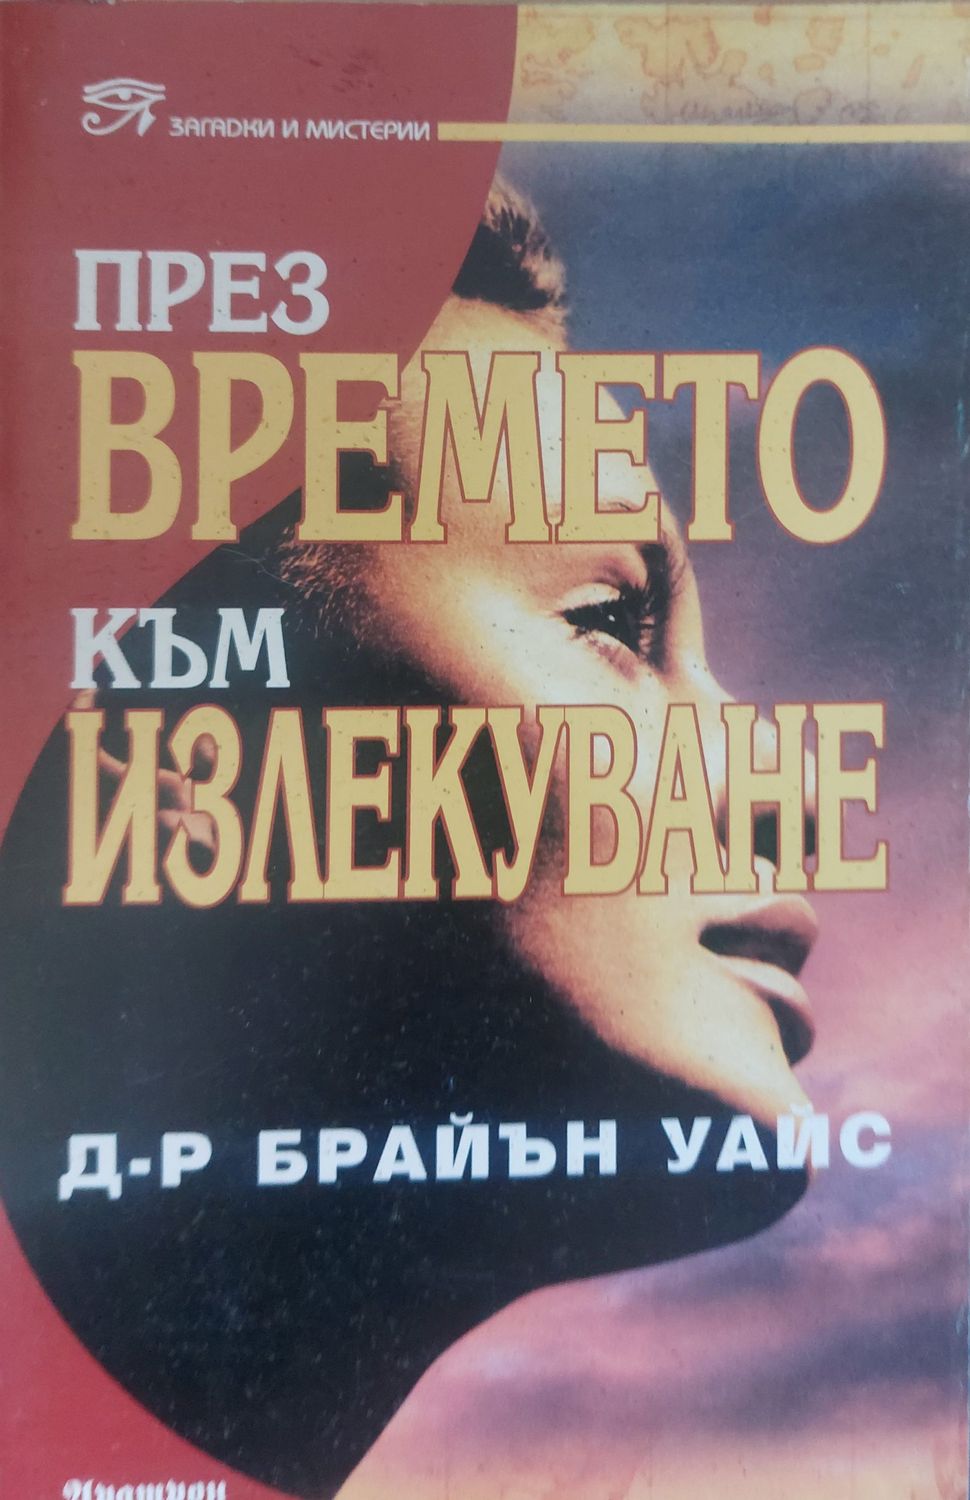 ЗАГАДКИ И МИСТЕРИИ
ПРЕЗ
ВРЕМЕТО
КЪМ
ИЗЛЕКУВАНЕ
Д-Р БРАЙЪН УАЙС